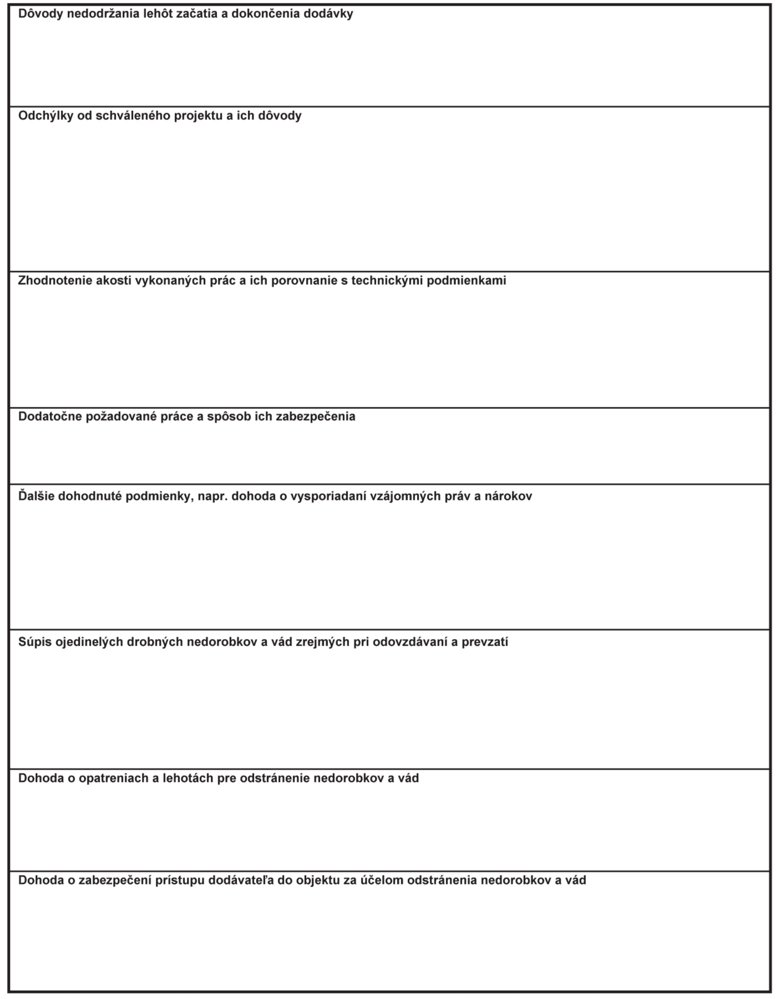 Dôvody nedodržania lehôt začatia a dokončenia dodávky
Odchýlky od schváleného projektu a ich dôvody
Zhodnotenie akosti vykonaných prác a ich porovnanie s technickými podmienkami
Dodatočne požadované práce a spôsob ich zabezpečenia
Ďalšie dohodnuté podmienky, napr. dohoda o vysporiadaní vzájomných práv a nárokov
Súpis ojedinelých drobných nedorobkov a vád zrejmých pri odovzdávaní a prevzatí
Dohoda o opatreniach a lehotách pre odstránenie nedorobkov a vád
Dohoda o zabezpečení prístupu dodávateľa do objektu za účelom odstránenia nedorobkov a vád